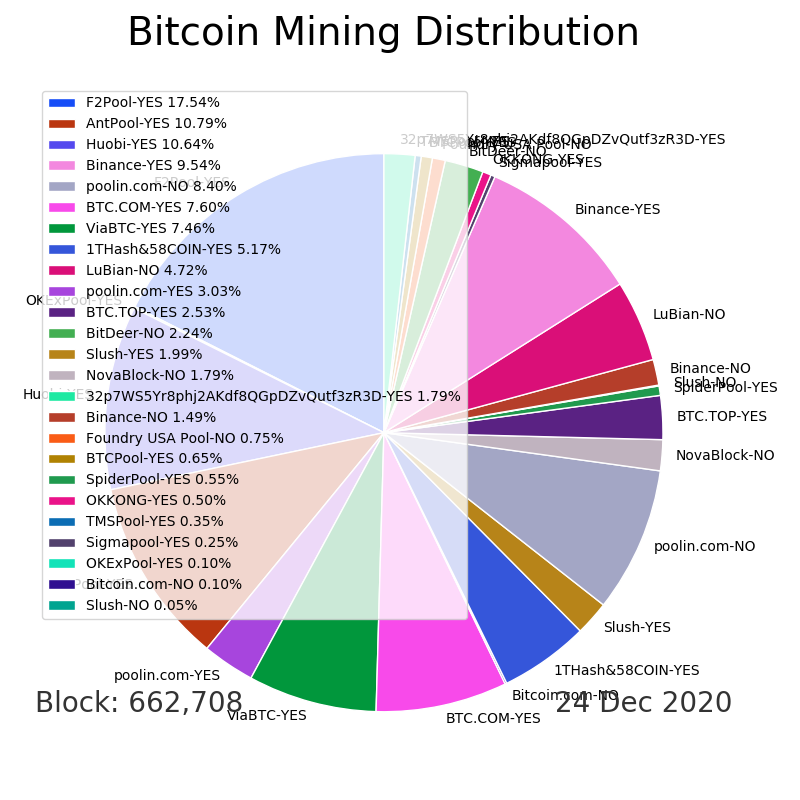 Bitcoin Mining Distribution
F2Pool-YES 17.54%
AntPool-YES 10.79%
Huobi-YES 10.64%
Binance-YES 9.54%
poolin.com-NO 8.40%
BTC.COM-YES 7.60%
ViaBTC-YES 7.46%
1THash&58COIN-YES 5.17%
LuBian-NO 4.72%
poolin.com-YES 3.03%
BTC.TOP-YES 2.53%
BitDeer-NO 2.24%
Slush-YES 1.99%
NovaBlock-NO 1.79%
32p7WS5Yr8phj2AKdf8QGpDZvQutf3zR3D-YES 1.79%
Binance-NO 1.49%
Foundry USA Pool-NO 0.75%
BTCPool-YES 0.65%
SpiderPool-YES 0.55%
OKKONG-YES 0.50%
TMSPool-YES 0.35%
Sigmapool-YES 0.25%
OKExPool-YES 0.10%
Bitcoin.com-NO 0.10%
Slush-NO 0.05%
32p7WS5Yr8phj2AKdf8QGpDZvQutf3zR3D-YES
BitDeer-NO
OKKONG-YES
Sigmapool-YES
F2Pool-YES
Binance-YES
OKExPool-YES
LuBian-NO
Binance-NO
Slush-NO
SpiderPool-YES
Huobi-YES
BTC.TOP-YES
NovaBlock-NO
poolin.com-NO
Slush-YES
1THash&58COIN-YES
poolin.com-YES
Bitcoin.com-NO
ViaBTC-YES
BTC.COM-YES
Block: 662,708
24 Dec 2020